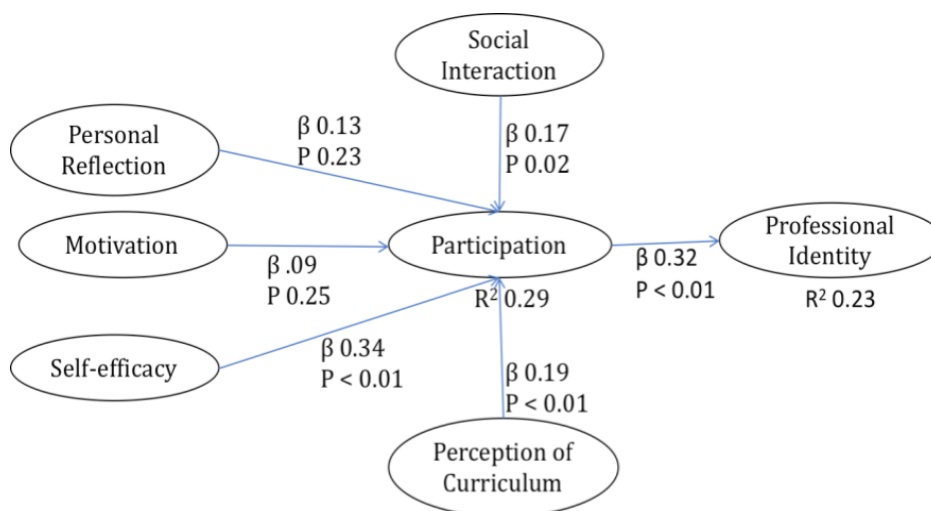 Social
Interaction
β 0.13
P 0.23
β 0.17
P 0.02
Personal
Reflection
Motivation
β .09
P 0.25
Participation
R² 0.29
β 0.32
P < 0.01
Professional
Identity
R² 0.23
Self-efficacy
β 0.34
P < 0.01
β 0.19
P < 0.01
Perception of
Curriculum